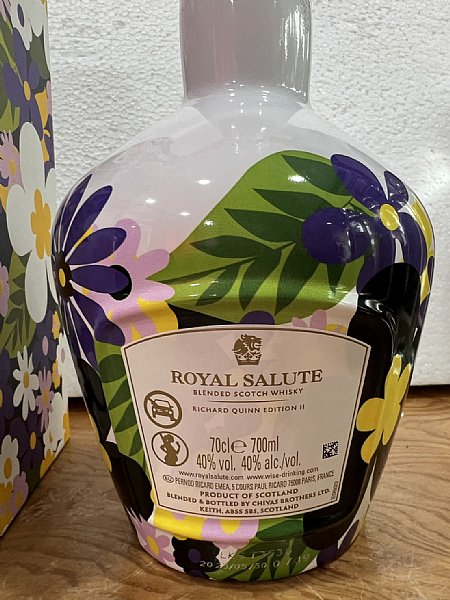 ROYAL SALUTE
BLENDED SCOTCH WHISKY
RICHARD QUINN EDITION II
70cl℮ 700ml
40% vol. 40% alc./vol.
www.royalsalute.com www.wise-drinking.com
PERNOD RICARD EMEA, 5 COURS PAUL RICARD 75008 PARIS, FRANCE
PRODUCT OF SCOTLAND
BLENDED & BOTTLED BY CHIVAS BROTHERS LTD.
KEITH, AB55 5BS, SCOTLAND